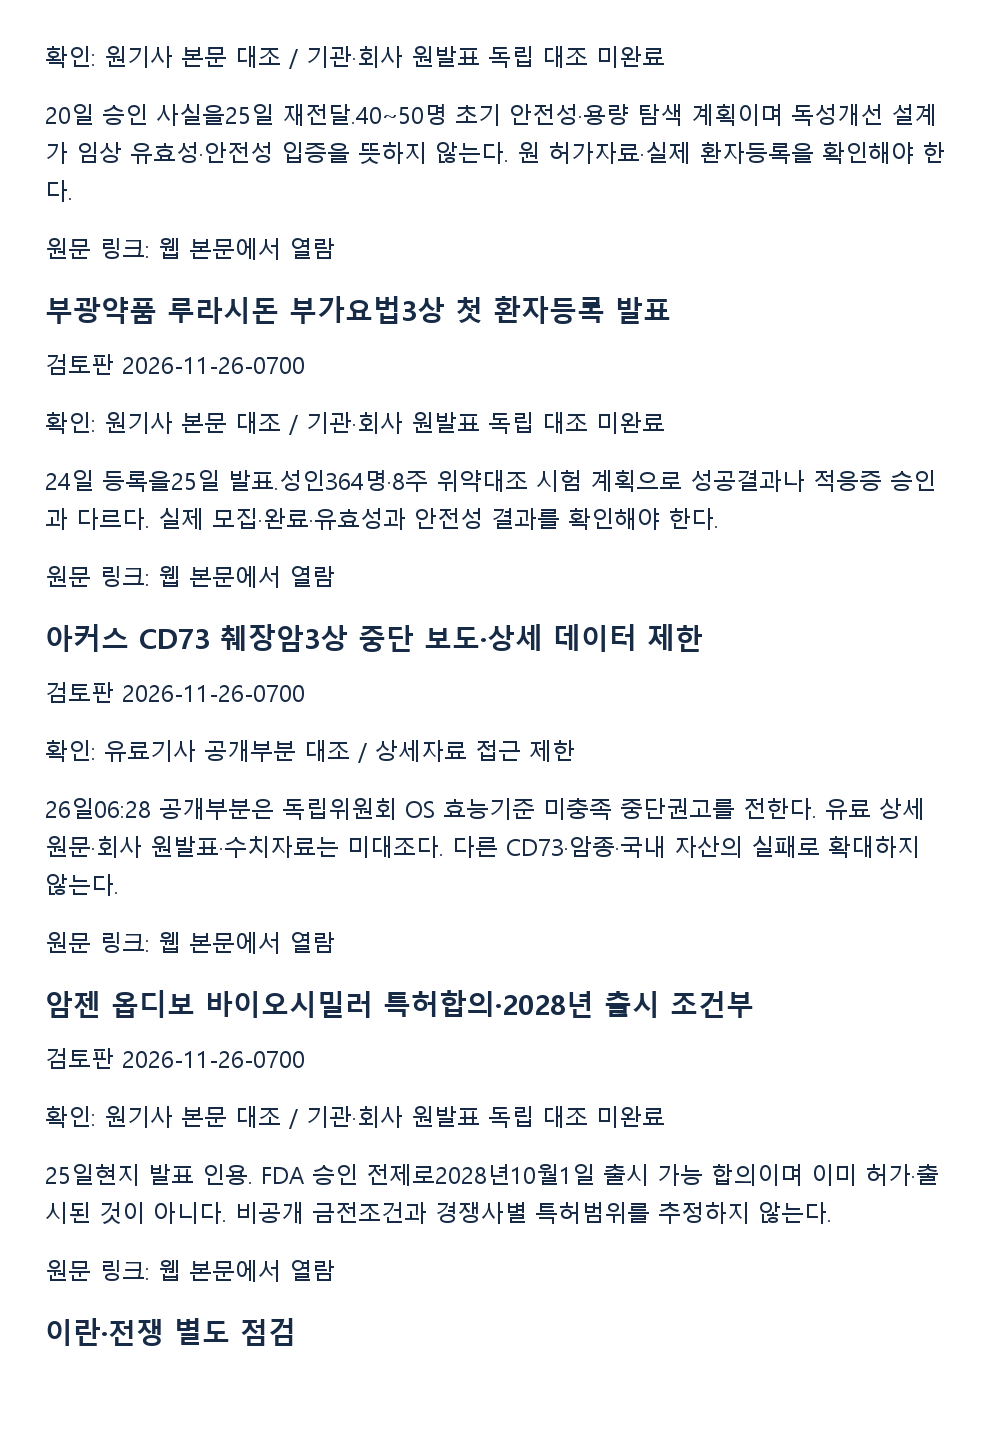 확인: 원기사 본문 대조 / 기관·회사 원발표 독립 대조 미완료
20일 승인 사실을25일 재전달.40~50명 초기 안전성·용량 탐색 계획이며 독성개선 설계
가 임상 유효성·안전성 입증을 뜻하지 않는다. 원 허가자료·실제 환자등록을 확인해야 한
다.
원문 링크: 웹 본문에서 열람
부광약품 루라시돈 부가요법3상 첫 환자등록 발표
검토판 2026-11-26-0700
확인: 원기사 본문 대조 / 기관·회사 원발표 독립 대조 미완료
24일 등록을25일 발표.성인364명·8주 위약대조 시험 계획으로 성공결과나 적응증 승인
과 다르다. 실제 모집·완료·유효성과 안전성 결과를 확인해야 한다.
원문 링크: 웹 본문에서 열람
아커스 CD73 췌장암3상 중단 보도·상세 데이터 제한
검토판 2026-11-26-0700
확인: 유료기사 공개부분 대조 / 상세자료 접근 제한
26일06:28 공개부분은 독립위원회 OS 효능기준 미충족 중단권고를 전한다. 유료 상세
원문·회사 원발표·수치자료는 미대조다. 다른 CD73·암종·국내 자산의 실패로 확대하지
않는다.
원문 링크: 웹 본문에서 열람
암젠 옵디보 바이오시밀러 특허합의·2028년 출시 조건부
검토판 2026-11-26-0700
확인: 원기사 본문 대조 / 기관·회사 원발표 독립 대조 미완료
25일현지 발표 인용. FDA 승인 전제로2028년10월1일 출시 가능 합의이며 이미 허가·출
시된 것이 아니다. 비공개 금전조건과 경쟁사별 특허범위를 추정하지 않는다.
원문 링크: 웹 본문에서 열람
이란·전쟁 별도 점검